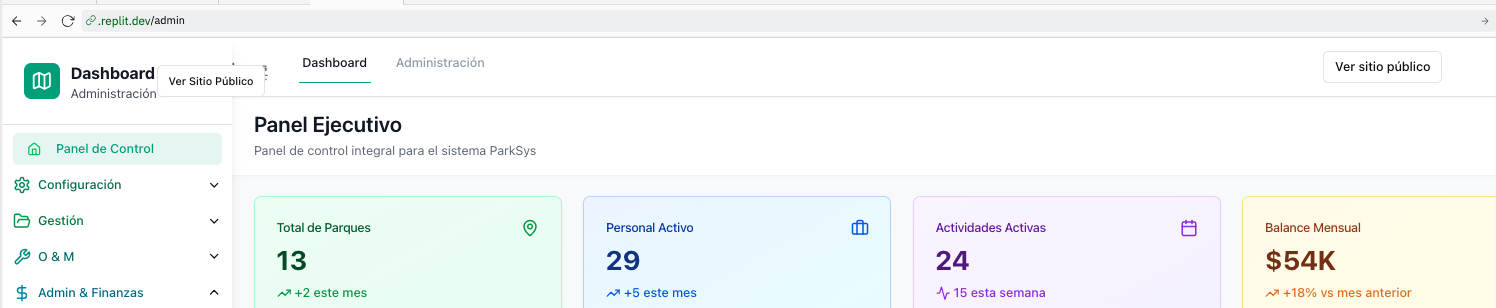 .replit.dev/admin
Dashboard
Administración
Ver Sitio Público
Dashboard Administración
Ver sitio público
Panel Ejecutivo
Panel de control integral para el sistema ParkSys
Panel de Control
Configuración
Gestión
O & M
Admin & Finanzas
Total de Parques
13
+2 este mes
Personal Activo
29
+5 este mes
Actividades Activas
24
15 esta semana
Balance Mensual
$54K
+18% vs mes anterior